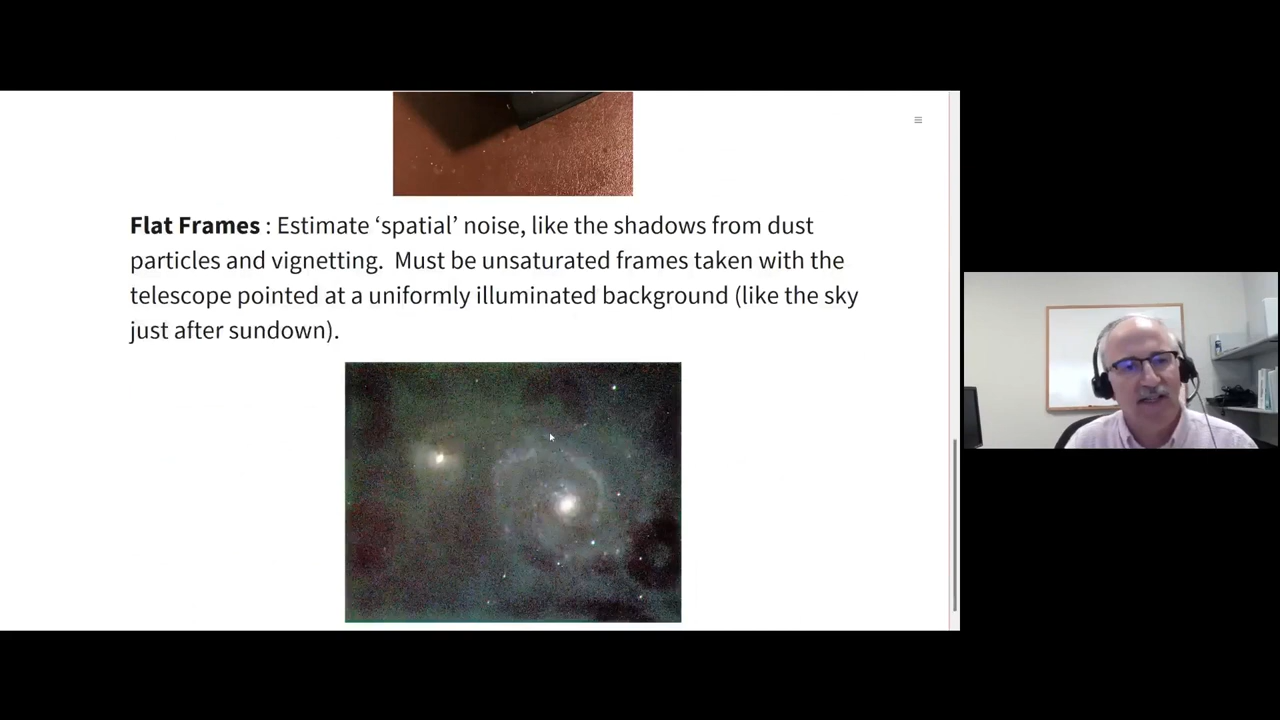 Flat Frames : Estimate ‘spatial’ noise, like the shadows from dust
particles and vignetting.  Must be unsaturated frames taken with the
telescope pointed at a uniformly illuminated background (like the sky
just after sundown).